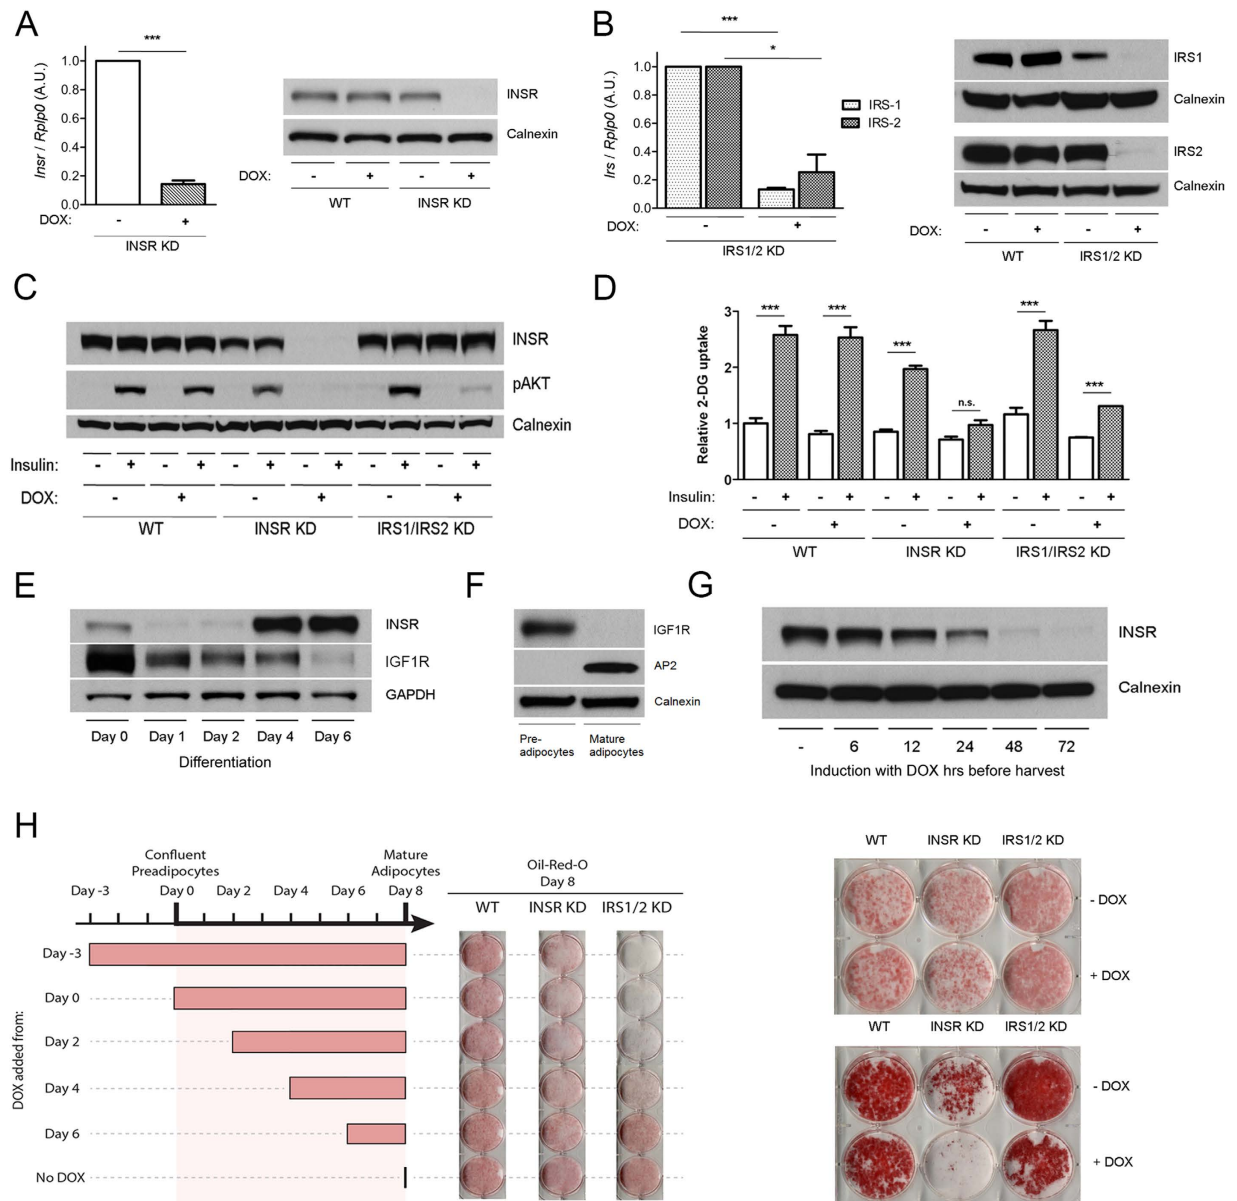 A
***
Insr / Rplp0 (A.U.)
1.0
0.8
0.6
0.4
0.2
0.0
DOX:
-
+
INSR KD
INSR
Calnexin
DOX:
-
+
-
+
WT
INSR KD
B
***
*
Irs / Rplp0 (A.U.)
1.0
0.8
0.6
0.4
0.2
0.0
IRS-1
IRS-2
DOX:
-
+
IRS1/2 KD
IRS1
Calnexin
IRS2
Calnexin
DOX:
-
+
-
+
WT
IRS1/2 KD
C
INSR
pAKT
Calnexin
Insulin:
-
+
-
+
-
+
-
+
-
+
-
+
DOX:
-
+
-
+
-
+
WT
INSR KD
IRS1/IRS2 KD
D
Relative 2-DG uptake
3
2
1
0
***
***
***
n.s.
***
***
Insulin:
-
+
-
+
-
+
-
+
-
+
-
+
DOX:
-
+
-
+
-
+
WT
INSR KD
IRS1/IRS2 KD
E
INSR
IGF1R
GAPDH
Day 0
Day 1
Day 2
Day 4
Day 6
Differentiation
F
IGF1R
AP2
Calnexin
Pre-
adipocytes
Mature
adipocytes
G
INSR
Calnexin
-
6
12
24
48
72
Induction with DOX hrs before harvest
H
Confluent
Preadipocytes
Mature
Adipocytes
Day -3
Day 0
Day 2
Day 4
Day 6
Day 8
Oil-Red-O
Day 8
WT
INSR KD
IRS1/2 KD
DOX added from:
Day -3
Day 0
Day 2
Day 4
Day 6
No DOX
WT
INSR KD
IRS1/2 KD
- DOX
+ DOX
WT
INSR KD
IRS1/2 KD
- DOX
+ DOX